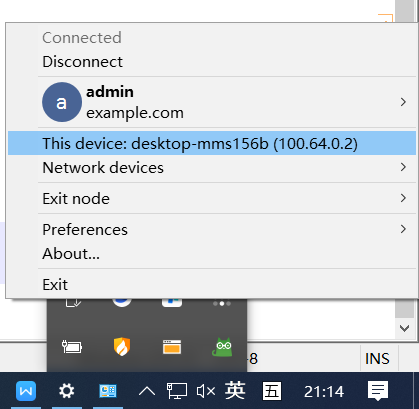 Connected
Disconnect
a
admin
example.com
This device: desktop-mms156b (100.64.0.2)
Network devices
Exit node
Preferences
About...
Exit
-8
INS
英
五
21:14